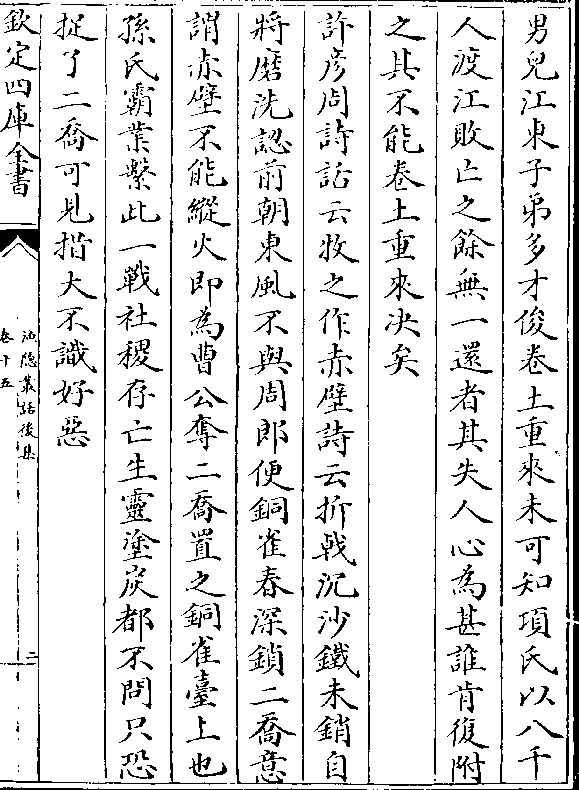 男兒江東子弟多才俊卷土重來未可知項氏以八千
人渡江敗亡之餘無一還者其失人心為甚誰肯復附
之其不能卷土重來决矣
許彦周詩話云牧之作赤壁詩云折㦸沉沙鐵未銷自
將磨洗認前朝東風不與周郎便銅雀春深鎖二喬意
謂赤壁不能縱火即為曹公奪二喬置之銅雀臺上也
孫氏霸業繫此一戰社稷存亡生靈塗炭都不問只恐
捉了二喬可見措大不識好惡
欽定四庫全書
漁隠叢話後集
卷十五
二